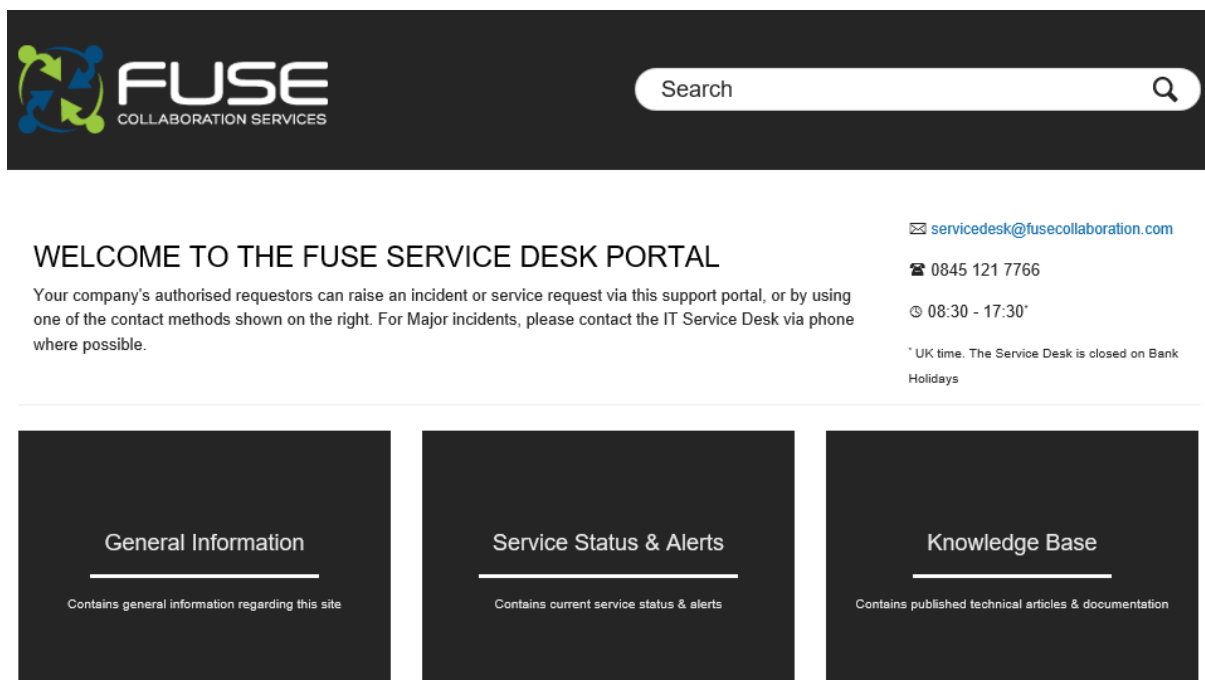 FUSE
COLLABORATION SERVICES
Search
WELCOME TO THE FUSE SERVICE DESK PORTAL
Your company's authorised requestors can raise an incident or service request via this support portal, or by using
one of the contact methods shown on the right. For Major incidents, please contact the IT Service Desk via phone
where possible.
servicedesk@fusecollaboration.com
0845 121 7766
08:30 - 17:30*
* UK time. The Service Desk is closed on Bank
Holidays
General Information
Contains general information regarding this site
Service Status & Alerts
Contains current service status & alerts
Knowledge Base
Contains published technical articles & documentation